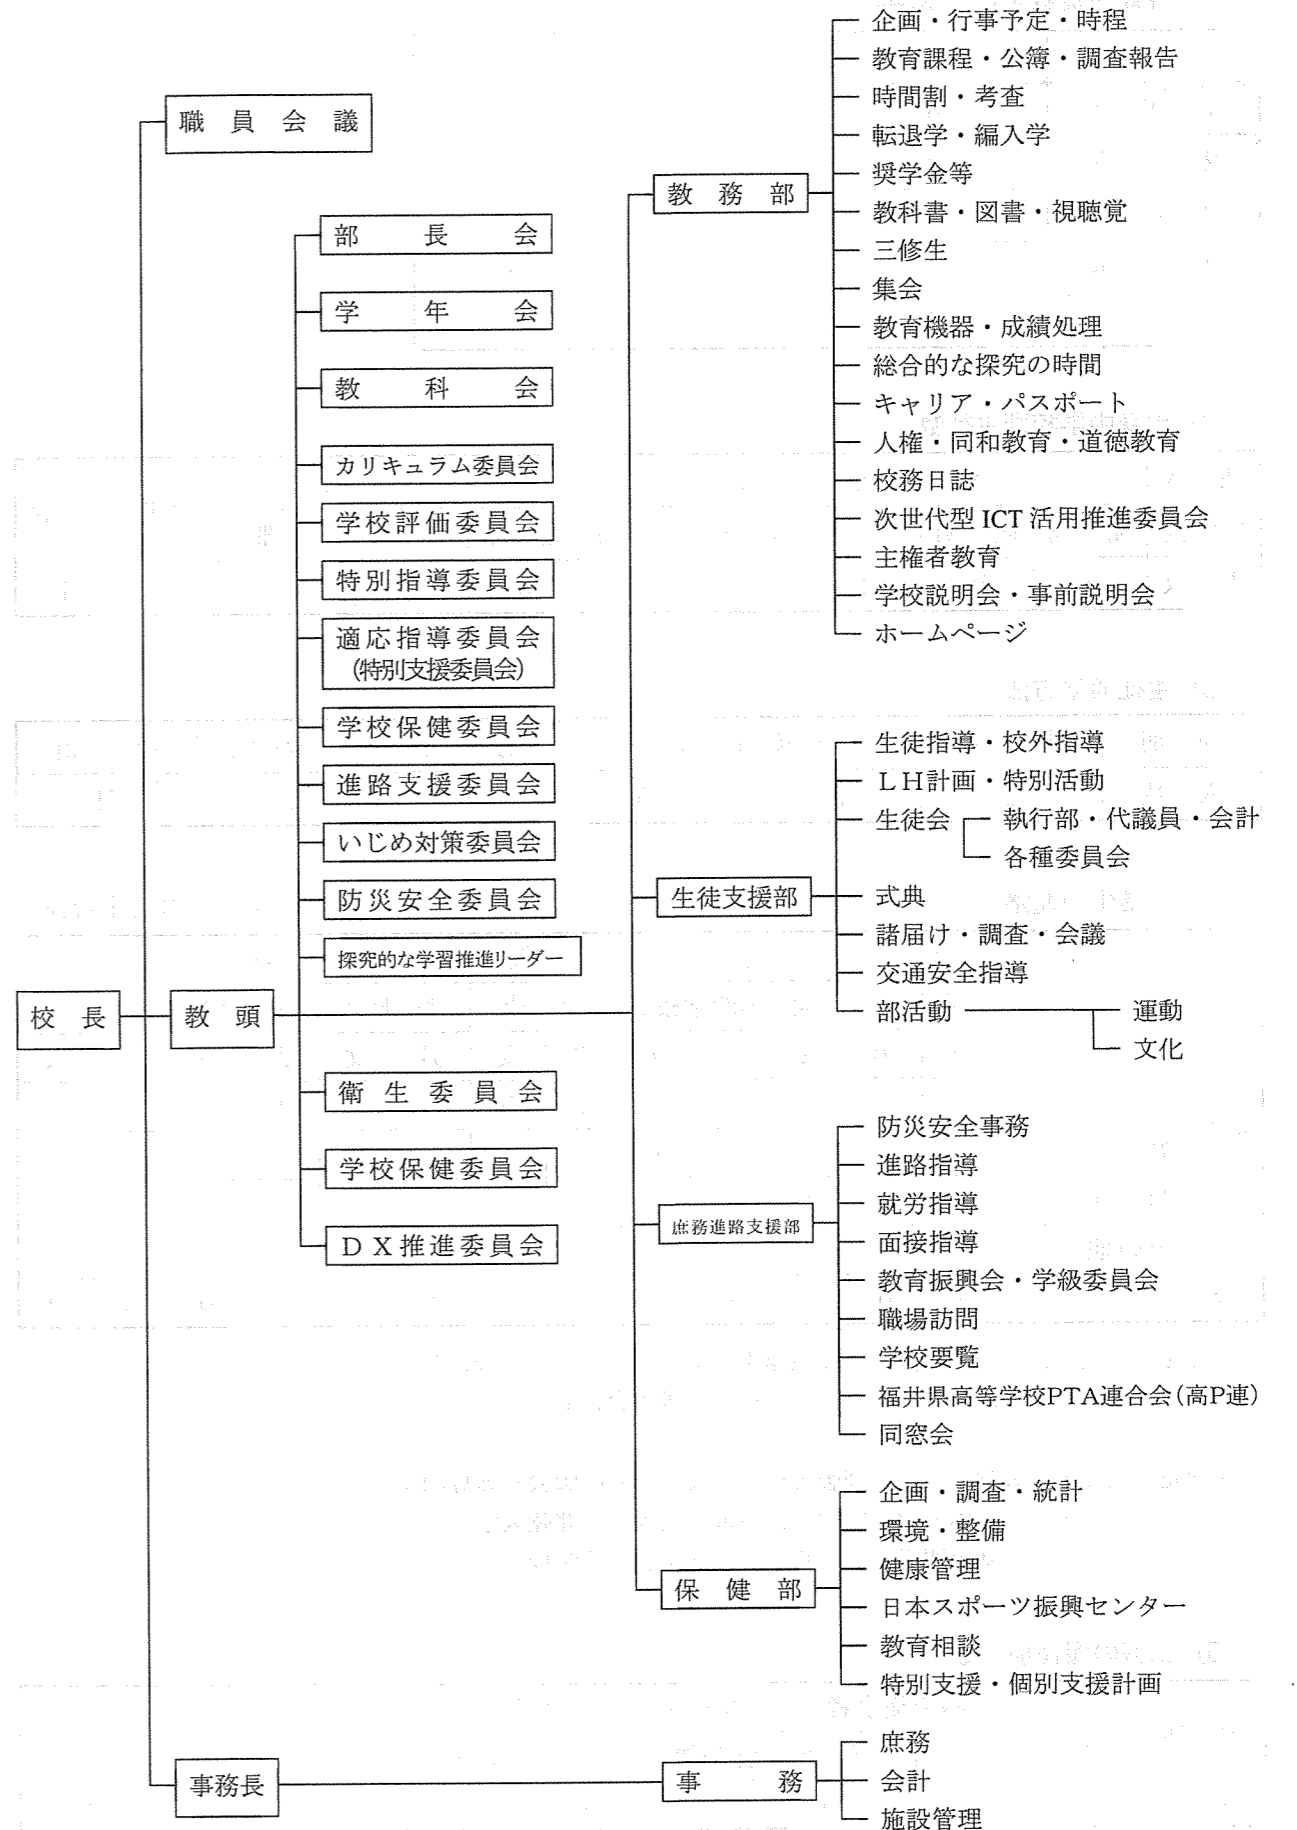 職員会議
部長会
学年会
教科会
カリキュラム委員会
学校評価委員会
特別指導委員会
適応指導委員会
(特別支援委員会)
学校保健委員会
進路支援委員会
いじめ対策委員会
防災安全委員会
探究的な学習推進リーダー
校長
教頭
衛生委員会
学校保健委員会
DX推進委員会
教務部
企画・行事予定・時程
教育課程・公簿・調査報告
時間割・考査
転退学・編入学
奨学金等
教科書・図書・視聴覚
三修生
集会
教育機器・成績処理
総合的な探究の時間
キャリア・パスポート
人権・同和教育・道徳教育
校務日誌
次世代型 ICT 活用推進委員会
主権者教育
学校説明会・事前説明会
ホームページ
生徒支援部
生徒指導・校外指導
LH計画・特別活動
生徒会
執行部・代議員・会計
各種委員会
式典
諸届け・調査・会議
交通安全指導
部活動
運動
文化
庶務進路支援部
防災安全事務
進路指導
就労指導
面接指導
教育振興会・学級委員会
職場訪問
学校要覧
福井県高等学校PTA連合会(高P連)
同窓会
保健部
企画・調査・統計
環境・整備
健康管理
日本スポーツ振興センター
教育相談
特別支援・個別支援計画
事務長
事務
庶務
会計
施設管理